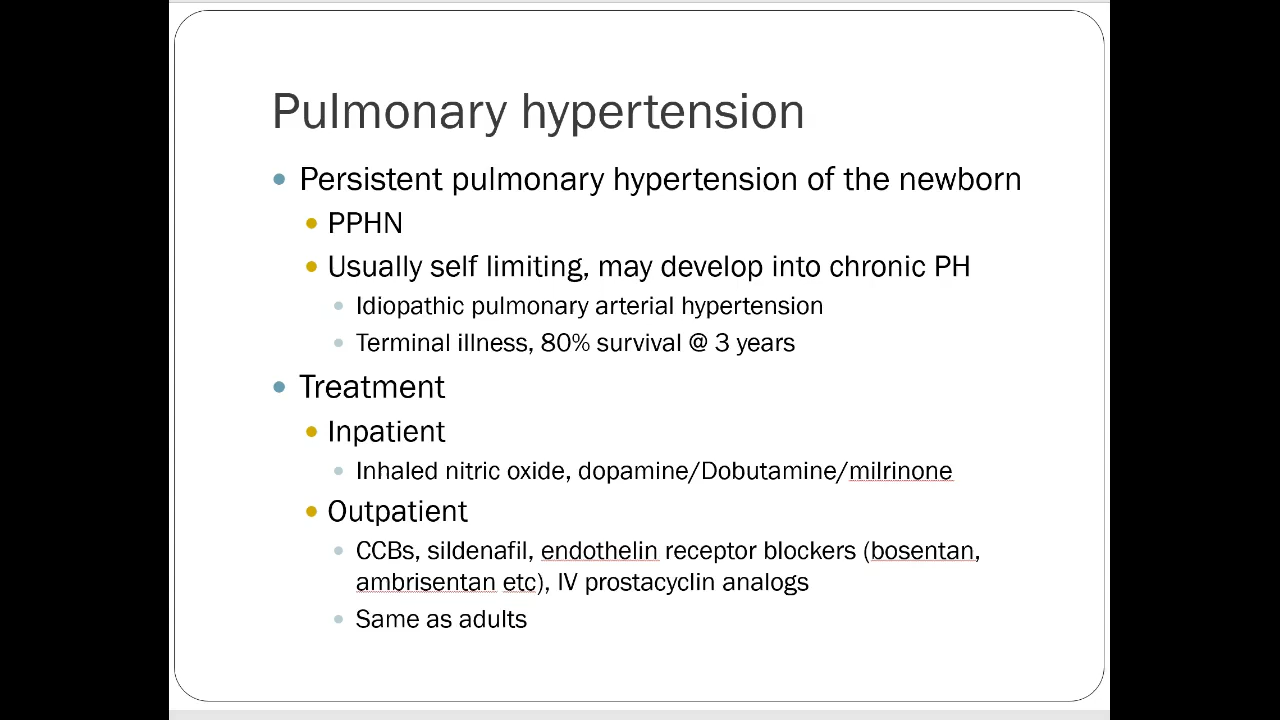 Pulmonary hypertension
Persistent pulmonary hypertension of the newborn
PPHN
Usually self limiting, may develop into chronic PH
Idiopathic pulmonary arterial hypertension
Terminal illness, 80% survival @ 3 years
Treatment
Inpatient
Inhaled nitric oxide, dopamine/Dobutamine/milrinone
Outpatient
CCBs, sildenafil, endothelin receptor blockers (bosentan,
ambrisentan etc), IV prostacyclin analogs
Same as adults